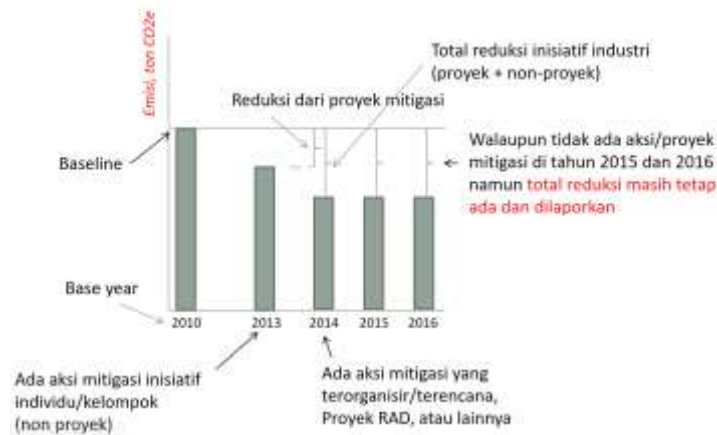 Emisi, ton CO2e
Total reduksi inisiatif industri
(proyek + non-proyek)
Reduksi dari proyek mitigasi
Baseline
Walaupun tidak ada aksi/proyek
mitigasi di tahun 2015 dan 2016
namun total reduksi masih tetap
ada dan dilaporkan
Base year
2010
2013
2014
2015
2016
Ada aksi mitigasi inisiatif
individu/kelompok
(non proyek)
Ada aksi mitigasi yang
terorganisir/terencana,
Proyek RAD, atau lainnya